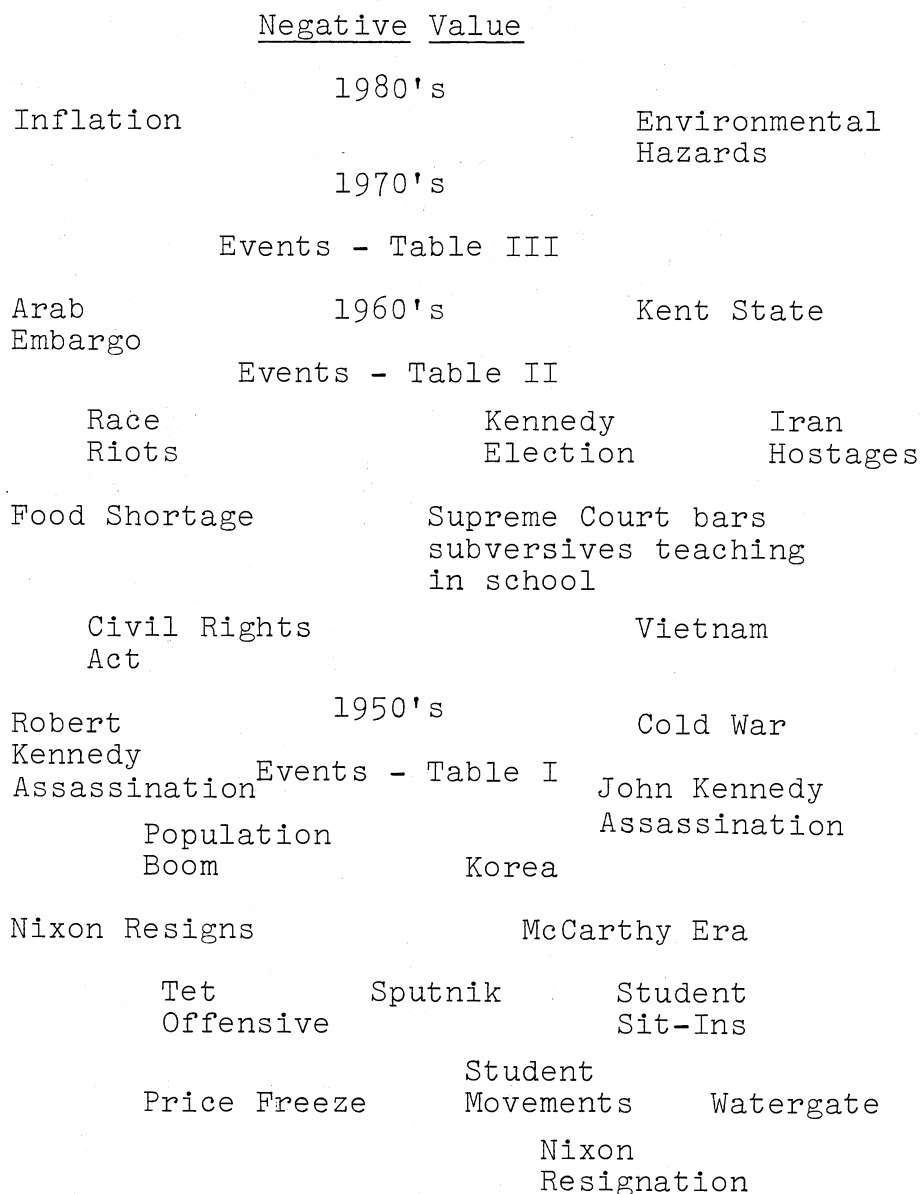 Negative Value
1980's
Inflation
Environmental
Hazards
1970's
Events - Table III
Arab
Embargo
1960's
Kent State
Events - Table II
Race
Riots
Kennedy
Election
Iran
Hostages
Food Shortage
Supreme Court bars
subversives teaching
in school
Civil Rights
Act
Vietnam
1950's
Robert
Kennedy
Assassination
Cold War
Events - Table I
John Kennedy
Assassination
Population
Boom
Korea
Nixon Resigns
McCarthy Era
Tet
Offensive
Sputnik
Student
Sit-Ins
Price Freeze
Student
Movements
Watergate
Nixon
Resignation